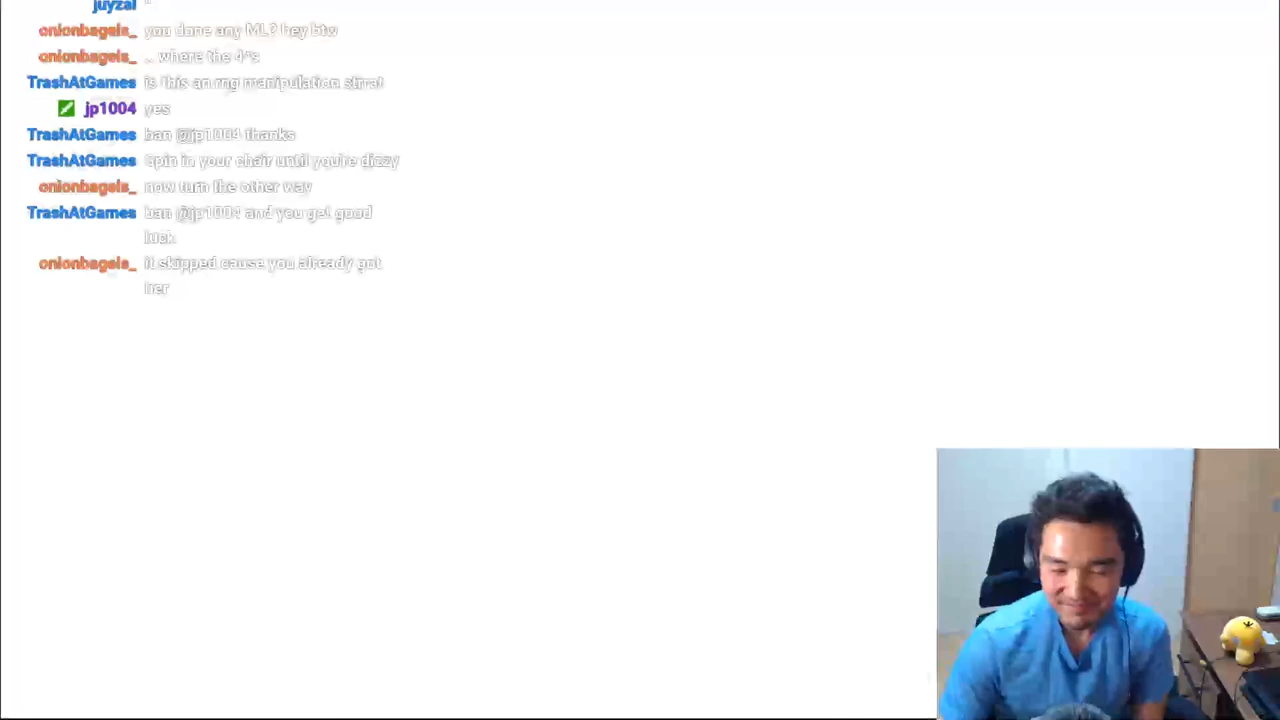 juyzal
onionbagels_ you done any ML? hey btw
onionbagels_ .. where the 4*s
TrashAtGames is this an rng manipulation strrat
jp1004 yes
TrashAtGames ban @jp1004 thanks
TrashAtGames Spin in your chair until you're dizzy
onionbagels_ now turn the other way
TrashAtGames ban @jp1004 and you get good
luck
onionbagels_ it skipped cause you already got
her